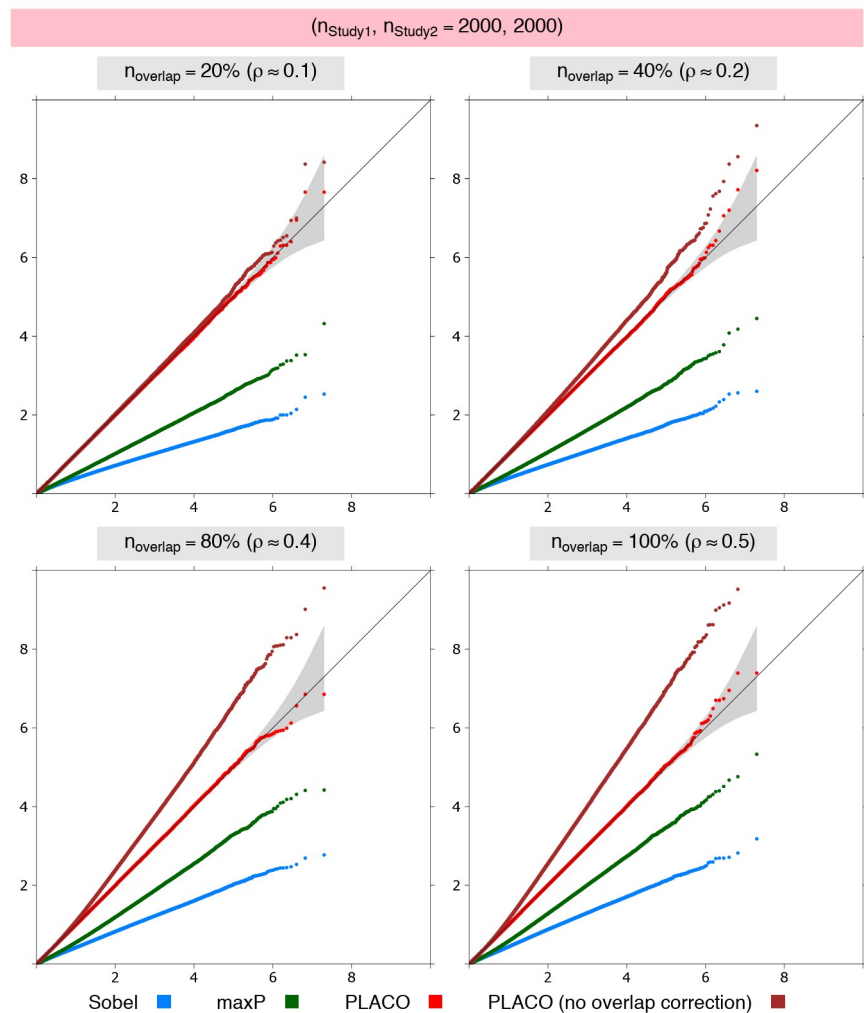 (nStudy1, nStudy2 = 2000, 2000)
noverlap = 20% (ρ ≈ 0.1)
noverlap = 40% (ρ ≈ 0.2)
8
6
4
2
2 4 6 8
8
6
4
2
2 4 6 8
noverlap = 80% (ρ ≈ 0.4)
noverlap = 100% (ρ ≈ 0.5)
8
6
4
2
2 4 6 8
8
6
4
2
2 4 6 8
Sobel maxP PLACO PLACO (no overlap correction)